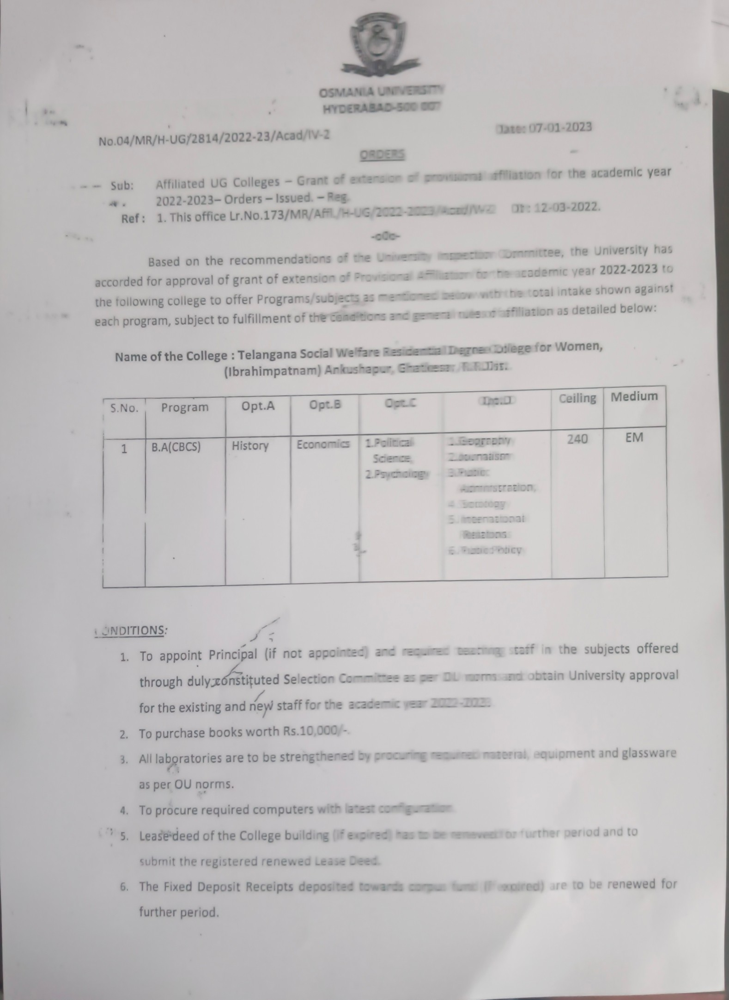 OSMANIA UNIVERSITY
HYDERABAD-500 007
No.04/MR/H-UG/2814/2022-23/Acad/IV-2
Date: 07-01-2023
ORDERS
Sub: Affiliated UG Colleges – Grant of extension of provisional affiliation for the academic year
2022-2023– Orders – Issued. – Reg.
Ref : 1. This office Lr.No.173/MR/Affl./H-UG/2022-2023/Acad/IV-2 Dt: 12-03-2022.
-o0o-
Based on the recommendations of the University Inspection Committee, the University has
accorded for approval of grant of extension of Provisional Affiliation to the academic year 2022-2023 to
the following college to offer Programs/subjects as mentioned below with the total intake shown against
each program, subject to fulfillment of the conditions and general rules of affiliation as detailed below:
Name of the College : Telangana Social Welfare Residential Degree College for Women,
(Ibrahimpatnam) Ankushapur, Ghatkesar, R.R.Dist.
S.No. Program Opt.A Opt.B Opt.C Opt.D Ceiling Medium
1 B.A(CBCS) History Economics 1.Political 1.Geography 240 EM
Science, 2.Journalism
2.Psychology 3.Public
Administration,
4. Sociology
5. International
Relations
6. Public Policy
CONDITIONS:
1. To appoint Principal (if not appointed) and required teaching staff in the subjects offered
through duly constituted Selection Committee as per OU norms and obtain University approval
for the existing and new staff for the academic year 2022-2023.
2. To purchase books worth Rs.10,000/-.
3. All laboratories are to be strengthened by procuring required material, equipment and glassware
as per OU norms.
4. To procure required computers with latest configuration.
5. Lease deed of the College building (if expired) has to be renewed for further period and to
submit the registered renewed Lease Deed.
6. The Fixed Deposit Receipts deposited towards corpus fund (if expired) are to be renewed for
further period.